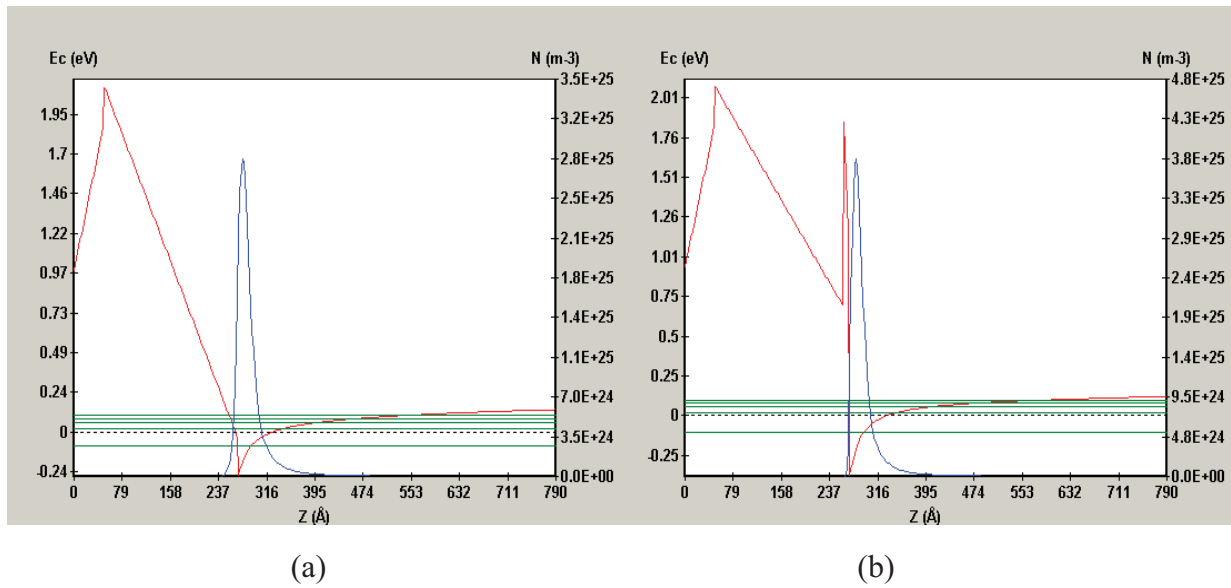 Ec (eV) N (m-3) Ec (eV) N (m-3)
3.5E+25 4.8E+25
1.95 3.2E+25 2.01 4.3E+25
1.7 2.8E+25 1.76 3.8E+25
1.46 2.5E+25 1.51 3.4E+25
1.22 2.1E+25 1.26 2.9E+25
0.97 1.8E+25 1.01 2.4E+25
0.73 1.4E+25 0.75 1.9E+25
0.49 1.1E+25 0.5 1.4E+25
0.24 7.0E+24 0.25 9.5E+24
0 3.5E+24 0 4.8E+24
-0.24 0.0E+00 -0.25 0.0E+00
0 79 158 237 316 395 474 553 632 711 790 0 79 158 237 316 395 474 553 632 711 790
Z (Å) Z (Å)
(a) (b)